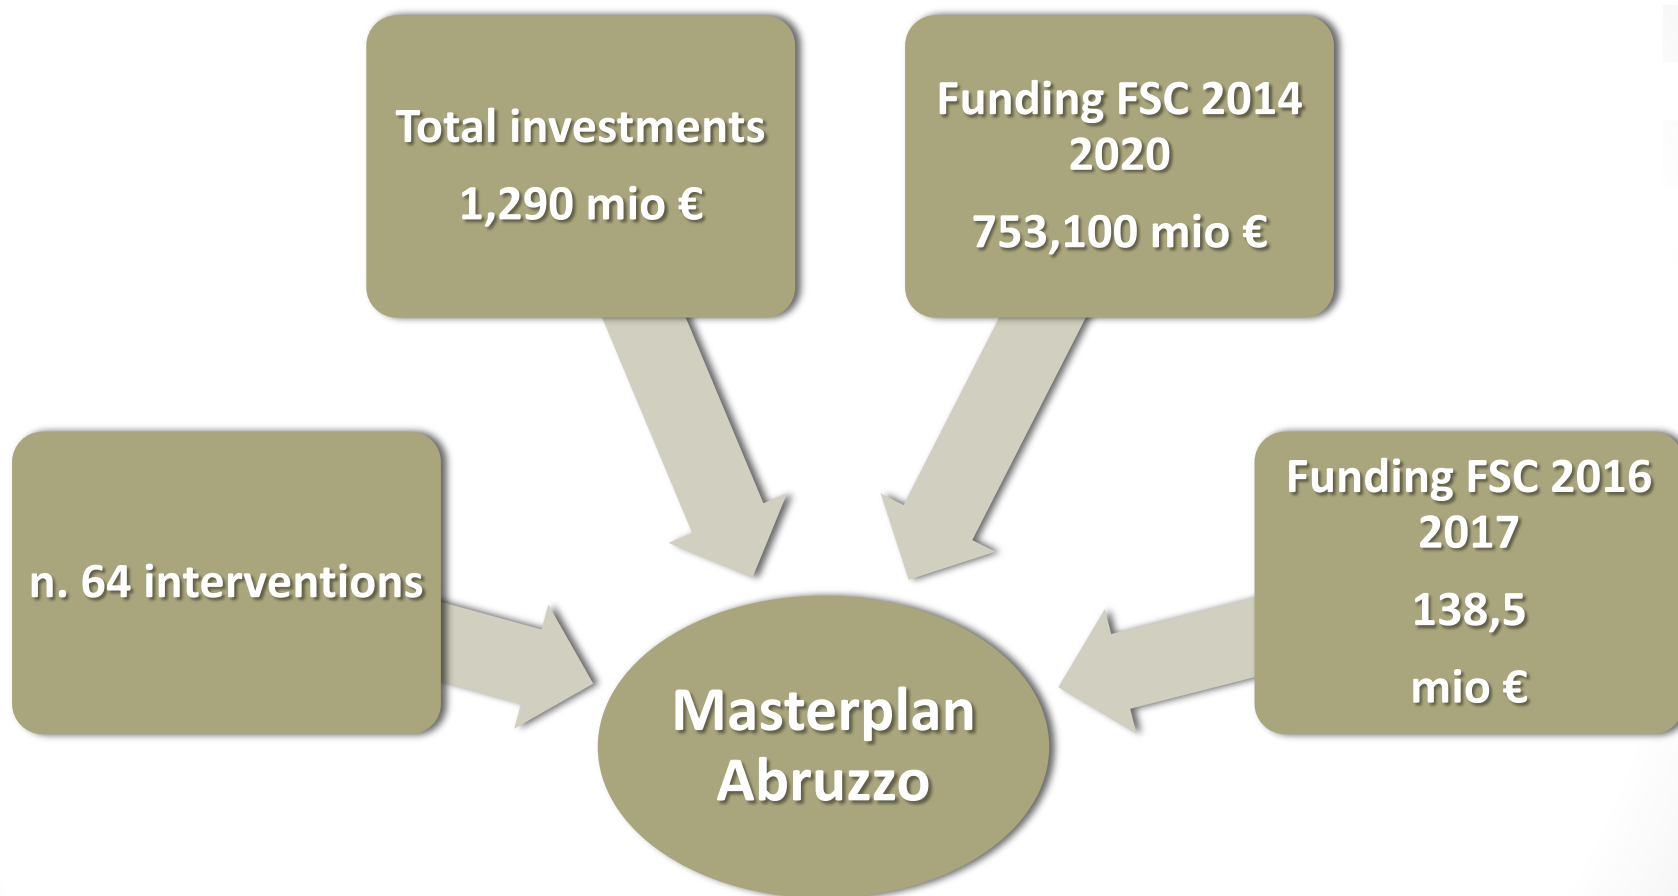 Total investments
1,290 mio €
Funding FSC 2014
2020
753,100 mio €
n. 64 interventions
Funding FSC 2016
2017
138,5
mio €
Masterplan
Abruzzo